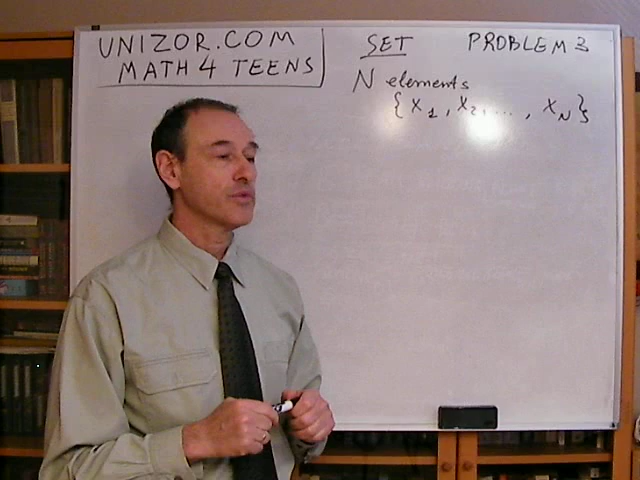 UNIZOR.COM
MATH 4 TEENS
SET PROBLEM 3
N elements
{x₁, x₂, ..., x_N}